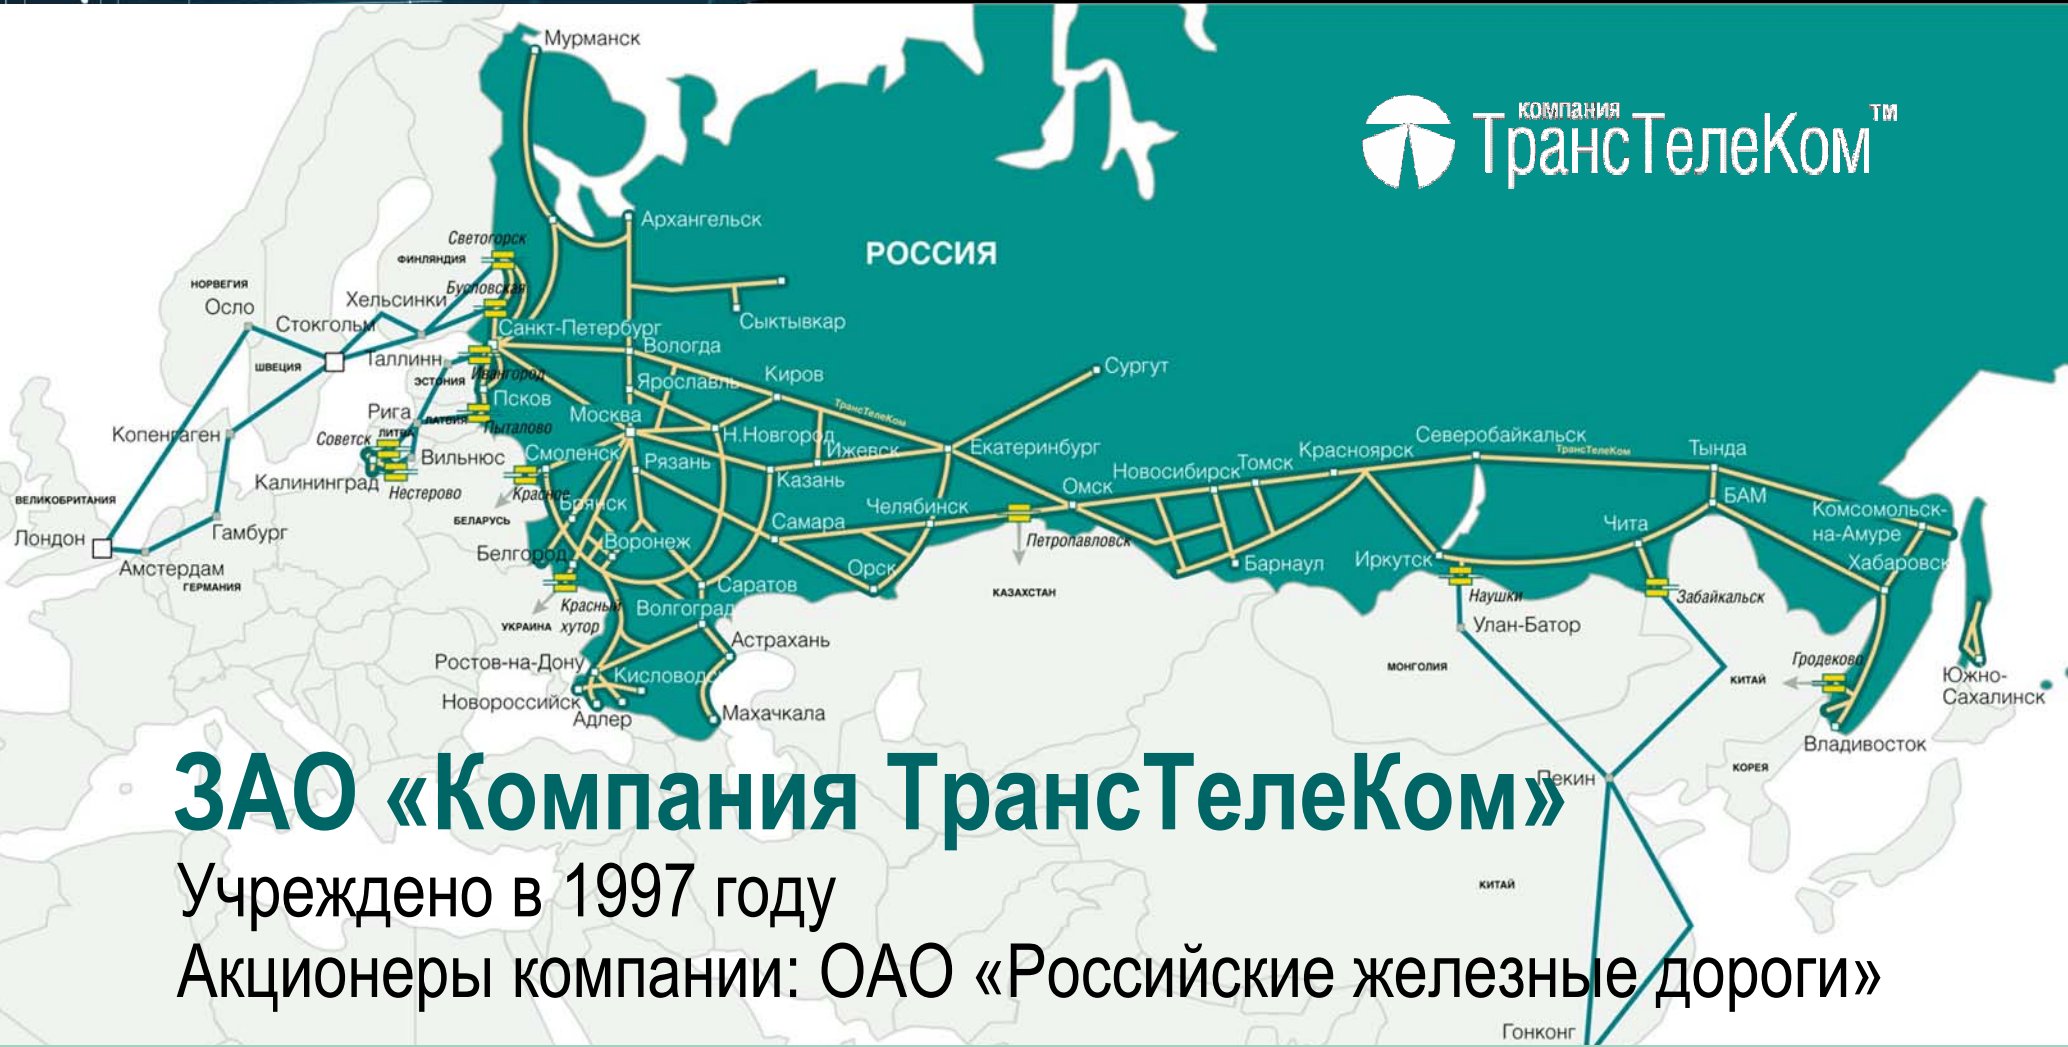 Мурманск
компания
ТрансТелеКом™
Архангельск
РОССИЯ
Светогорск
ФИНЛЯНДИЯ
НОРВЕГИЯ
Осло
Хельсинки
Бусловская
Стокгольм
Сыктывкар
Санкт-Петербург
Вологда
Таллинн
ШВЕЦИЯ
ЭСТОНИЯ
Ивангород
Ярославль
Киров
Сургут
Псков
Рига
ЛАТВИЯ
Пыталово
Москва
ТрансТелеКом
Копенгаген
Советск
ЛИТВА
Н.Новгород
Ижевск
Екатеринбург
Красноярск
Северобайкальск
ТрансТелеКом
Тында
Вильнюс
Смоленск
Рязань
Казань
Новосибирск
Томск
Калининград
Нестерово
Красное
Брянск
Челябинск
Омск
БАМ
ВЕЛИКОБРИТАНИЯ
БЕЛАРУСЬ
Самара
Комсомольск-
на-Амуре
Чита
Лондон
Гамбург
Воронеж
Петропавловск
Белгород
Амстердам
ГЕРМАНИЯ
Орск
Барнаул
Иркутск
Хабаровск
Саратов
КАЗАХСТАН
Наушки
Забайкальск
Красный
хутор
УКРАИНА
Волгоград
Улан-Батор
Астрахань
Ростов-на-Дону
Кисловодск
МОНГОЛИЯ
Гродеково
КИТАЙ
Южно-
Сахалинск
Новороссийск
Адлер
Махачкала
Владивосток
КОРЕЯ
Пекин
ЗАО «Компания ТрансТелеКом»
Учреждено в 1997 году
КИТАЙ
Акционеры компании: ОАО «Российские железные дороги»
Гонконг